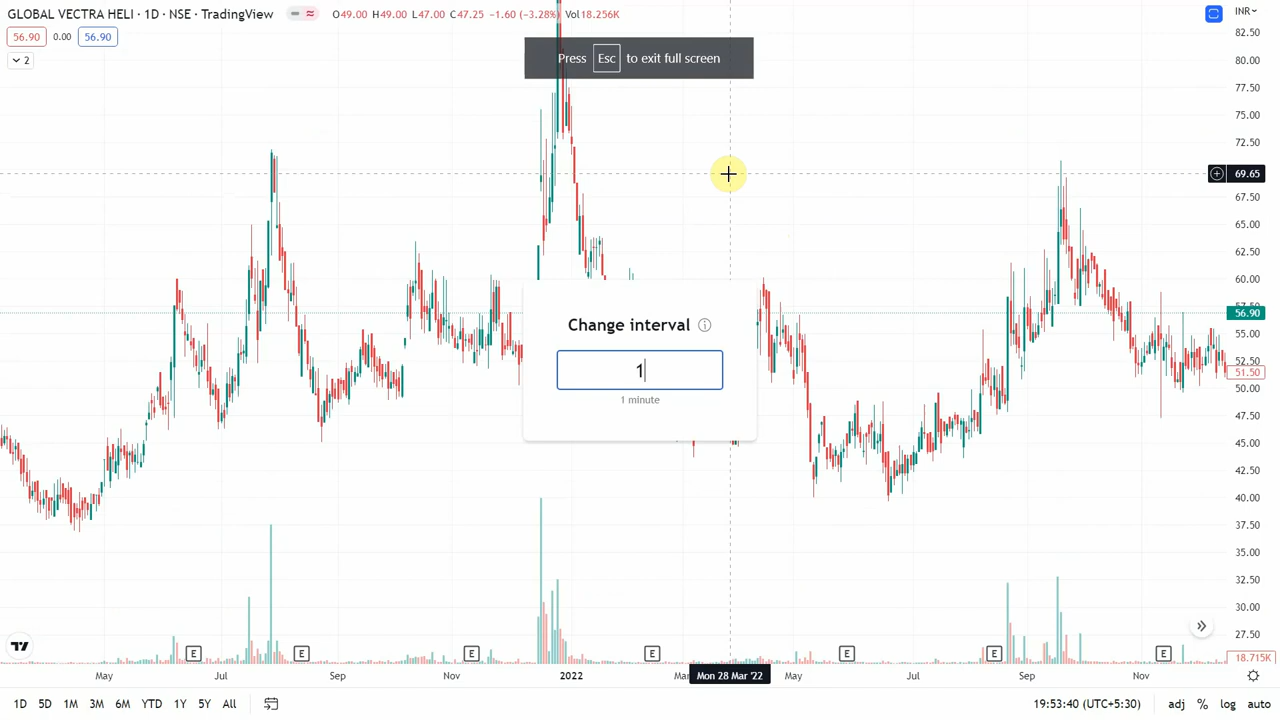 GLOBAL VECTRA HELI · 1D · NSE · TradingView
O49.00 H49.00 L47.00 C47.25 −1.60 (−3.28%) Vol18.256K
INR
56.90 0.00 56.90
2
Press Esc to exit full screen
82.50
80.00
77.50
75.00
72.50
69.65
67.50
65.00
62.50
60.00
57.50
56.90
55.00
52.50
51.50
50.00
47.50
45.00
42.50
40.00
37.50
35.00
32.50
30.00
27.50
18.715K
Change interval
1
1 minute
E E E E E E E
May Jul Sep Nov 2022 Mar Mon 28 Mar '22 May Jul Sep Nov
1D 5D 1M 3M 6M YTD 1Y 5Y All
19:53:40 (UTC+5:30) adj % log auto